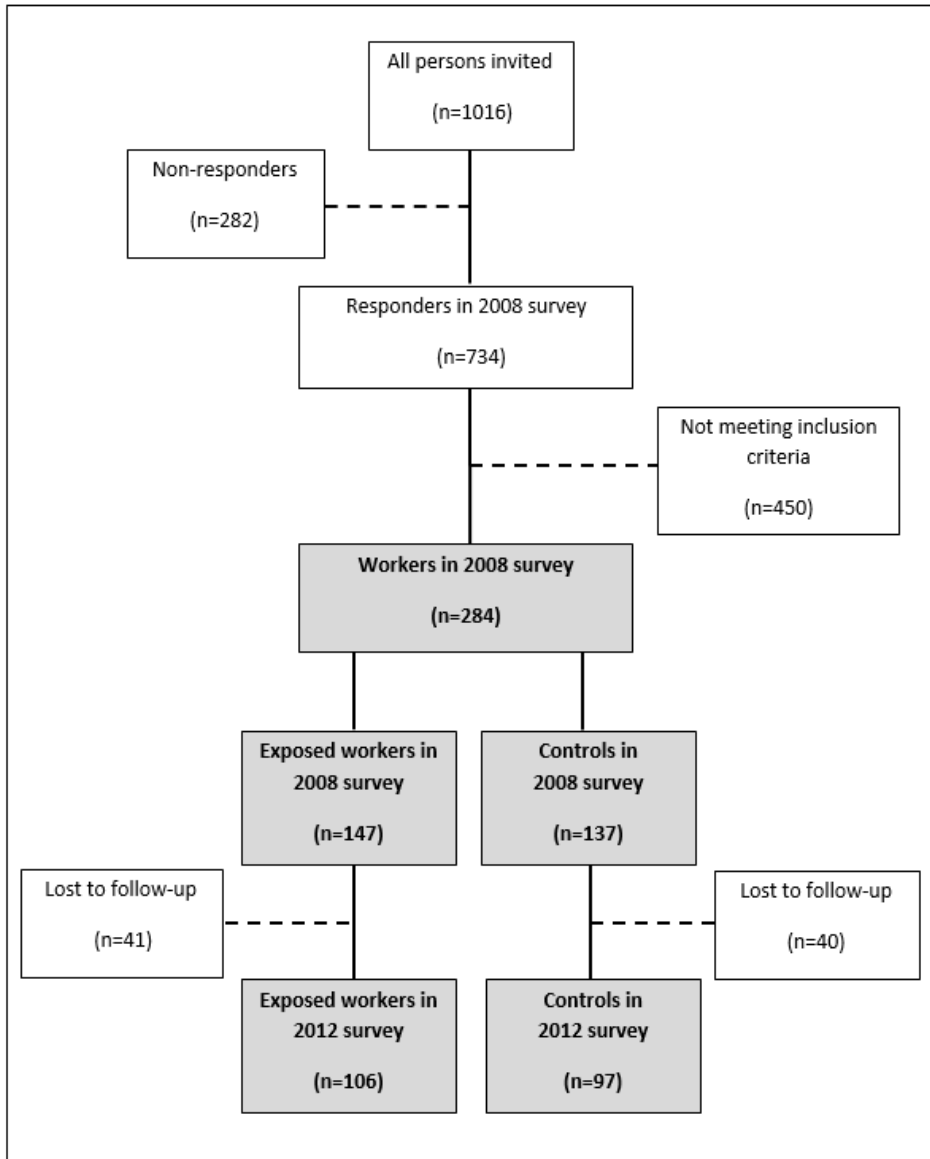 All persons invited
(n=1016)
Non-responders
(n=282)
Responders in 2008 survey
(n=734)
Not meeting inclusion
criteria
(n=450)
Workers in 2008 survey
(n=284)
Exposed workers in
2008 survey
(n=147)
Controls in
2008 survey
(n=137)
Lost to follow-up
(n=41)
Lost to follow-up
(n=40)
Exposed workers in
2012 survey
(n=106)
Controls in
2012 survey
(n=97)